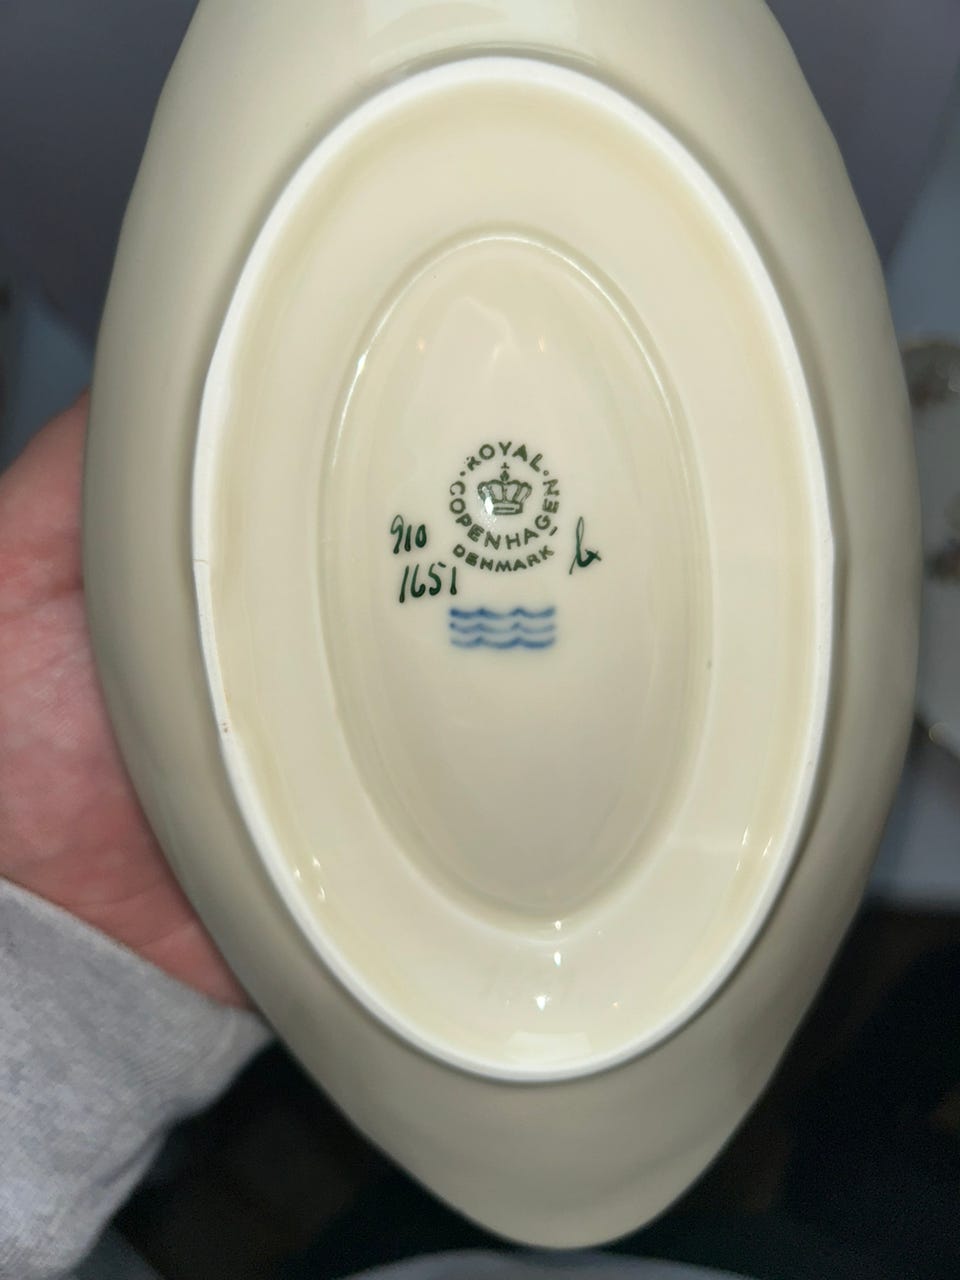 ROYAL
COPENHAGEN
DENMARK
910
1651